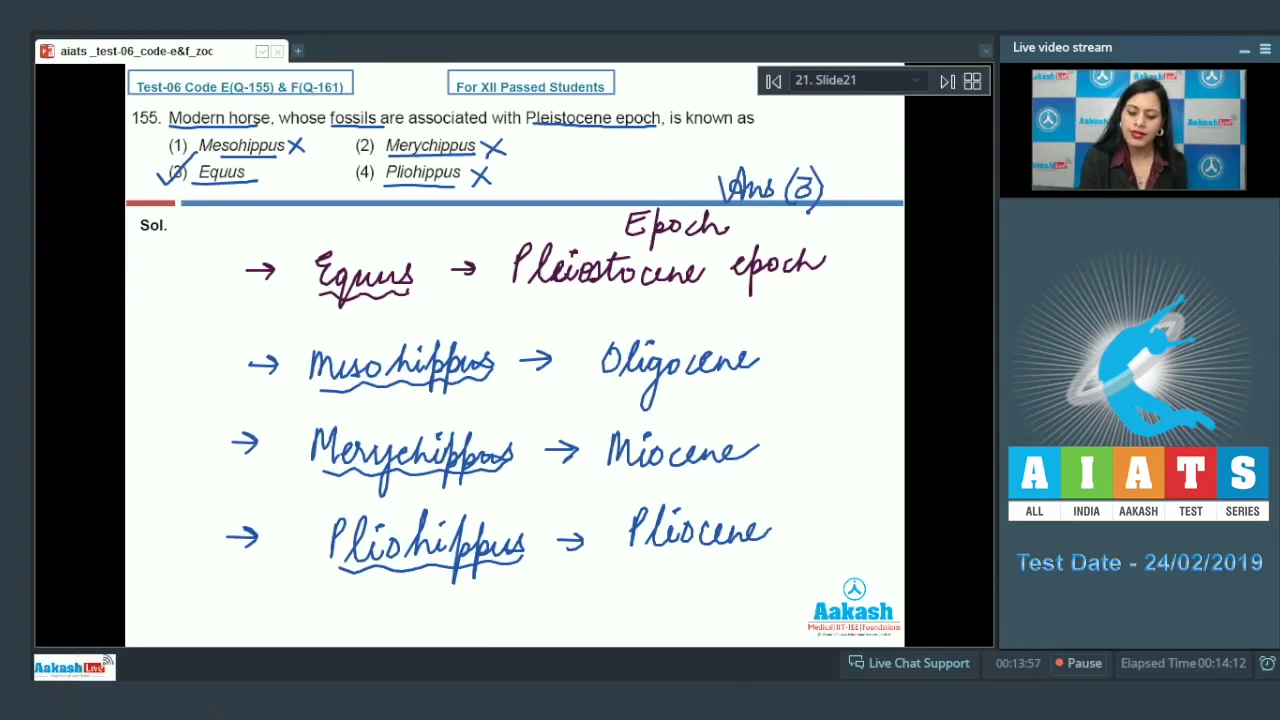 aiats _test-06_code-e&f_zoc
Live video stream
Test-06 Code E(Q-155) & F(Q-161)
For XII Passed Students
21. Slide21
155. Modern horse, whose fossils are associated with Pleistocene epoch, is known as
(1) Mesohippus (2) Merychippus
(3) Equus (4) Pliohippus
Ans (3)
Sol.
Epoch
→ Equus → Pleistocene epoch
→ Mesohippus → Oligocene
→ Merychippus → Miocene
→ Pliohippus → Pliocene
A I A T S
ALL INDIA AAKASH TEST SERIES
Test Date - 24/02/2019
Aakash
Medical|IIT-JEE|Foundations
Aakash Live
Live Chat Support
00:13:57
Pause
Elapsed Time 00:14:12